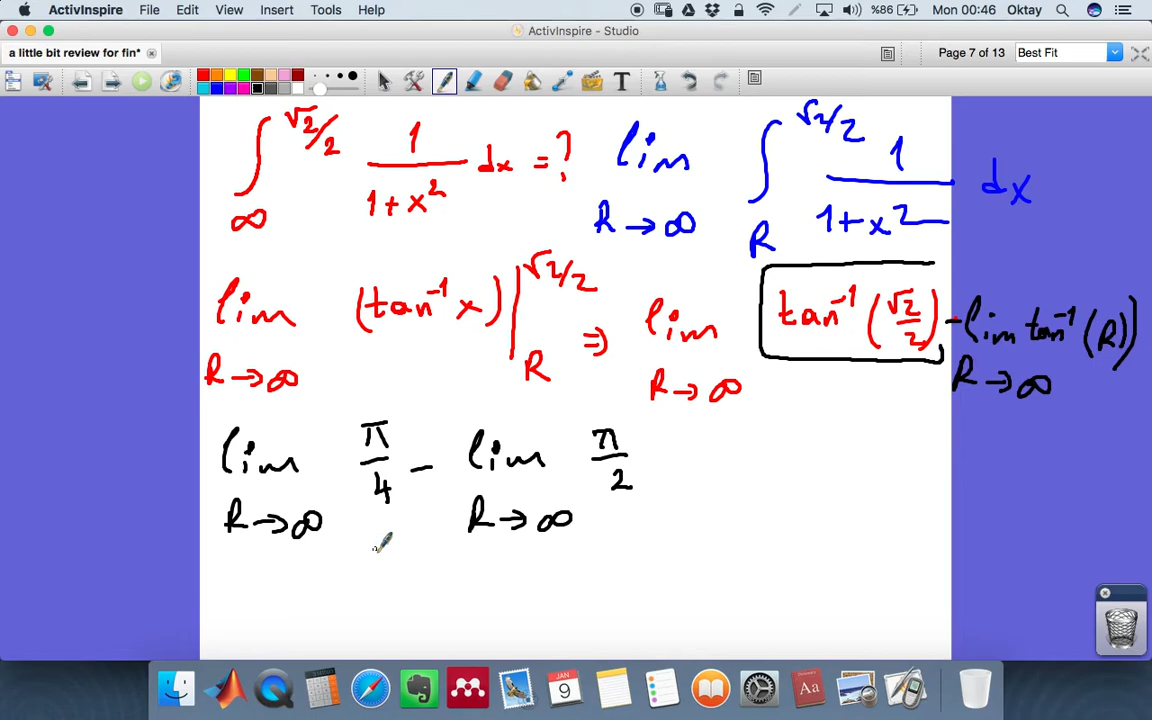 ActivInspire File Edit View Insert Tools Help %86 Mon 00:46 Oktay
ActivInspire - Studio
a little bit review for fin* Page 7 of 13 Best Fit
∫_∞^{√2/2} 1/(1+x²) dx = ? lim_{R→∞} ∫_R^{√2/2} 1/(1+x²) dx
lim_{R→∞} (tan⁻¹ x) |_R^{√2/2} ⇒ lim_{R→∞} tan⁻¹(√2/2) - lim_{R→∞} tan⁻¹(R))
lim_{R→∞} π/4 - lim_{R→∞} π/2
JAN
9